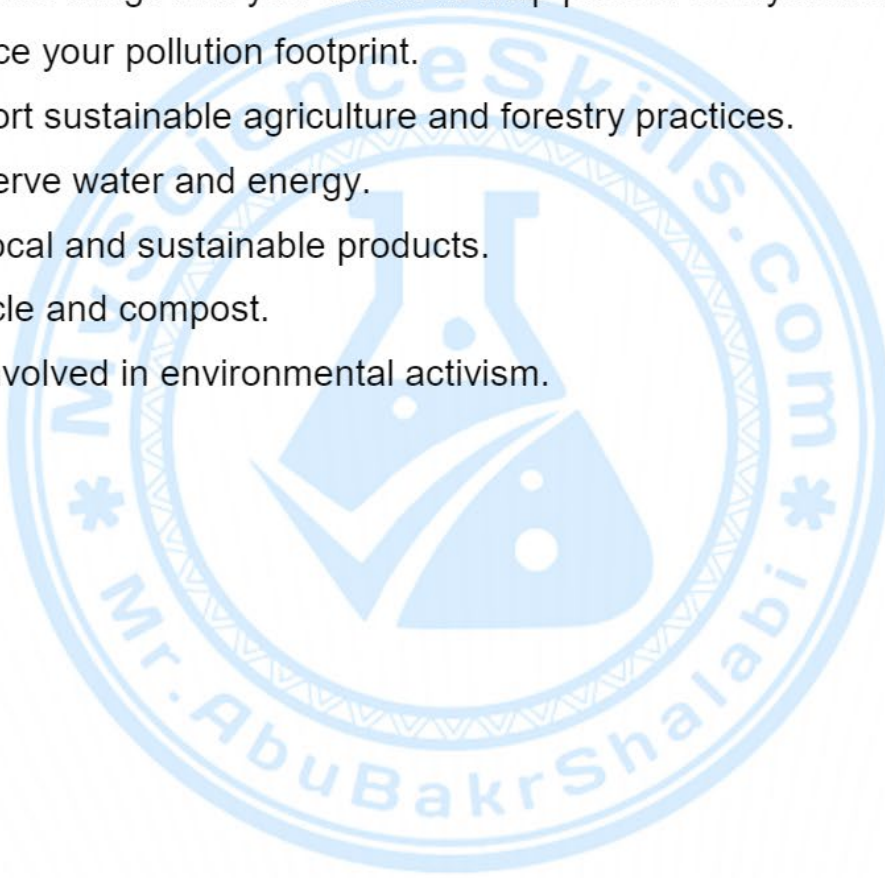 ce your pollution footprint.
ort sustainable agriculture and forestry practices.
erve water and energy.
ocal and sustainable products.
cle and compost.
nvolved in environmental activism.
MyscienceSkills.com
Mr.AbuBakrShalabi